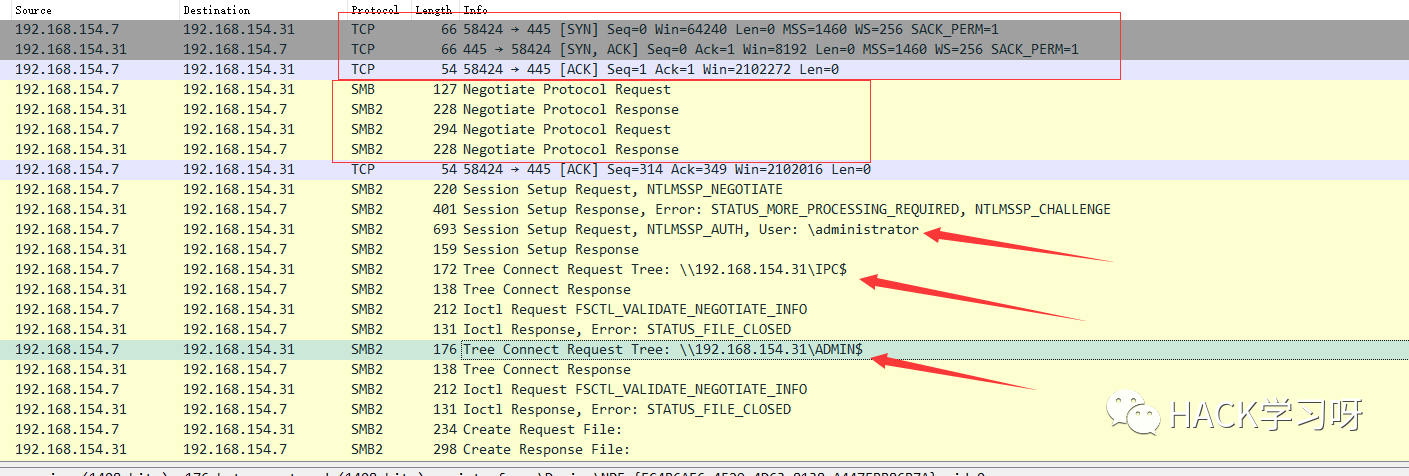 Source Destination Protocol Length Info
192.168.154.7 192.168.154.31 TCP 66 58424 → 445 [SYN] Seq=0 Win=64240 Len=0 MSS=1460 WS=256 SACK_PERM=1
192.168.154.31 192.168.154.7 TCP 66 445 → 58424 [SYN, ACK] Seq=0 Ack=1 Win=8192 Len=0 MSS=1460 WS=256 SACK_PERM=1
192.168.154.7 192.168.154.31 TCP 54 58424 → 445 [ACK] Seq=1 Ack=1 Win=2102272 Len=0
192.168.154.7 192.168.154.31 SMB 127 Negotiate Protocol Request
192.168.154.31 192.168.154.7 SMB2 228 Negotiate Protocol Response
192.168.154.7 192.168.154.31 SMB2 294 Negotiate Protocol Request
192.168.154.31 192.168.154.7 SMB2 228 Negotiate Protocol Response
192.168.154.7 192.168.154.31 TCP 54 58424 → 445 [ACK] Seq=314 Ack=349 Win=2102016 Len=0
192.168.154.7 192.168.154.31 SMB2 220 Session Setup Request, NTLMSSP_NEGOTIATE
192.168.154.31 192.168.154.7 SMB2 401 Session Setup Response, Error: STATUS_MORE_PROCESSING_REQUIRED, NTLMSSP_CHALLENGE
192.168.154.7 192.168.154.31 SMB2 693 Session Setup Request, NTLMSSP_AUTH, User: \administrator
192.168.154.31 192.168.154.7 SMB2 159 Session Setup Response
192.168.154.7 192.168.154.31 SMB2 172 Tree Connect Request Tree: \\192.168.154.31\IPC$
192.168.154.31 192.168.154.7 SMB2 138 Tree Connect Response
192.168.154.7 192.168.154.31 SMB2 212 Ioctl Request FSCTL_VALIDATE_NEGOTIATE_INFO
192.168.154.31 192.168.154.7 SMB2 131 Ioctl Response, Error: STATUS_FILE_CLOSED
192.168.154.7 192.168.154.31 SMB2 176 Tree Connect Request Tree: \\192.168.154.31\ADMIN$
192.168.154.31 192.168.154.7 SMB2 138 Tree Connect Response
192.168.154.7 192.168.154.31 SMB2 212 Ioctl Request FSCTL_VALIDATE_NEGOTIATE_INFO
192.168.154.31 192.168.154.7 SMB2 131 Ioctl Response, Error: STATUS_FILE_CLOSED
192.168.154.7 192.168.154.31 SMB2 234 Create Request File:
192.168.154.31 192.168.154.7 SMB2 298 Create Response File:
HACK学习呀